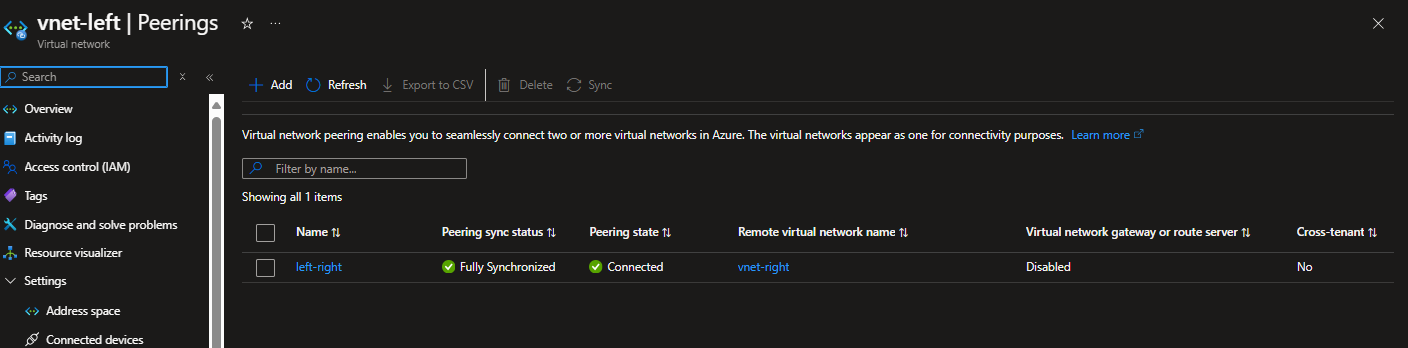 vnet-left | Peerings
Virtual network
Search
Overview
Activity log
Access control (IAM)
Tags
Diagnose and solve problems
Resource visualizer
Settings
Address space
Connected devices
Add Refresh Export to CSV Delete Sync
Virtual network peering enables you to seamlessly connect two or more virtual networks in Azure. The virtual networks appear as one for connectivity purposes. Learn more
Filter by name...
Showing all 1 items
Name Peering sync status Peering state Remote virtual network name Virtual network gateway or route server Cross-tenant
left-right Fully Synchronized Connected vnet-right Disabled No